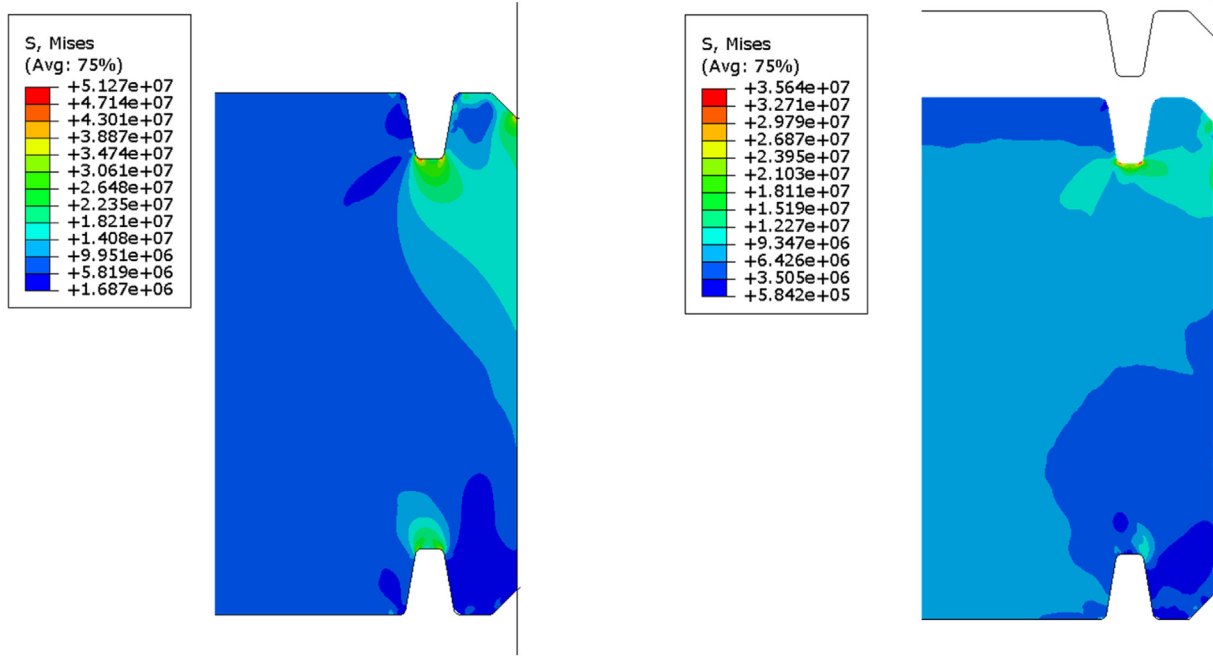 S, Mises
(Avg: 75%)
+5.127e+07
+4.714e+07
+4.301e+07
+3.887e+07
+3.474e+07
+3.061e+07
+2.648e+07
+2.235e+07
+1.821e+07
+1.408e+07
+9.951e+06
+5.819e+06
+1.687e+06
S, Mises
(Avg: 75%)
+3.564e+07
+3.271e+07
+2.979e+07
+2.687e+07
+2.395e+07
+2.103e+07
+1.811e+07
+1.519e+07
+1.227e+07
+9.347e+06
+6.426e+06
+3.505e+06
+5.842e+05